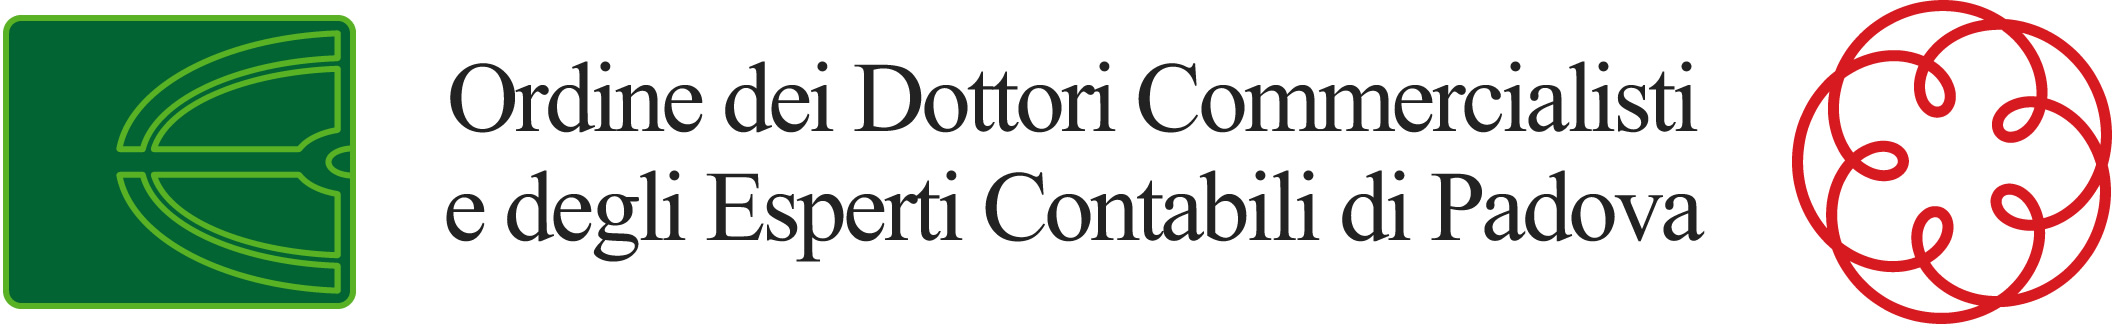 Ordine dei Dottori Commercialisti
e degli Esperti Contabili di Padova